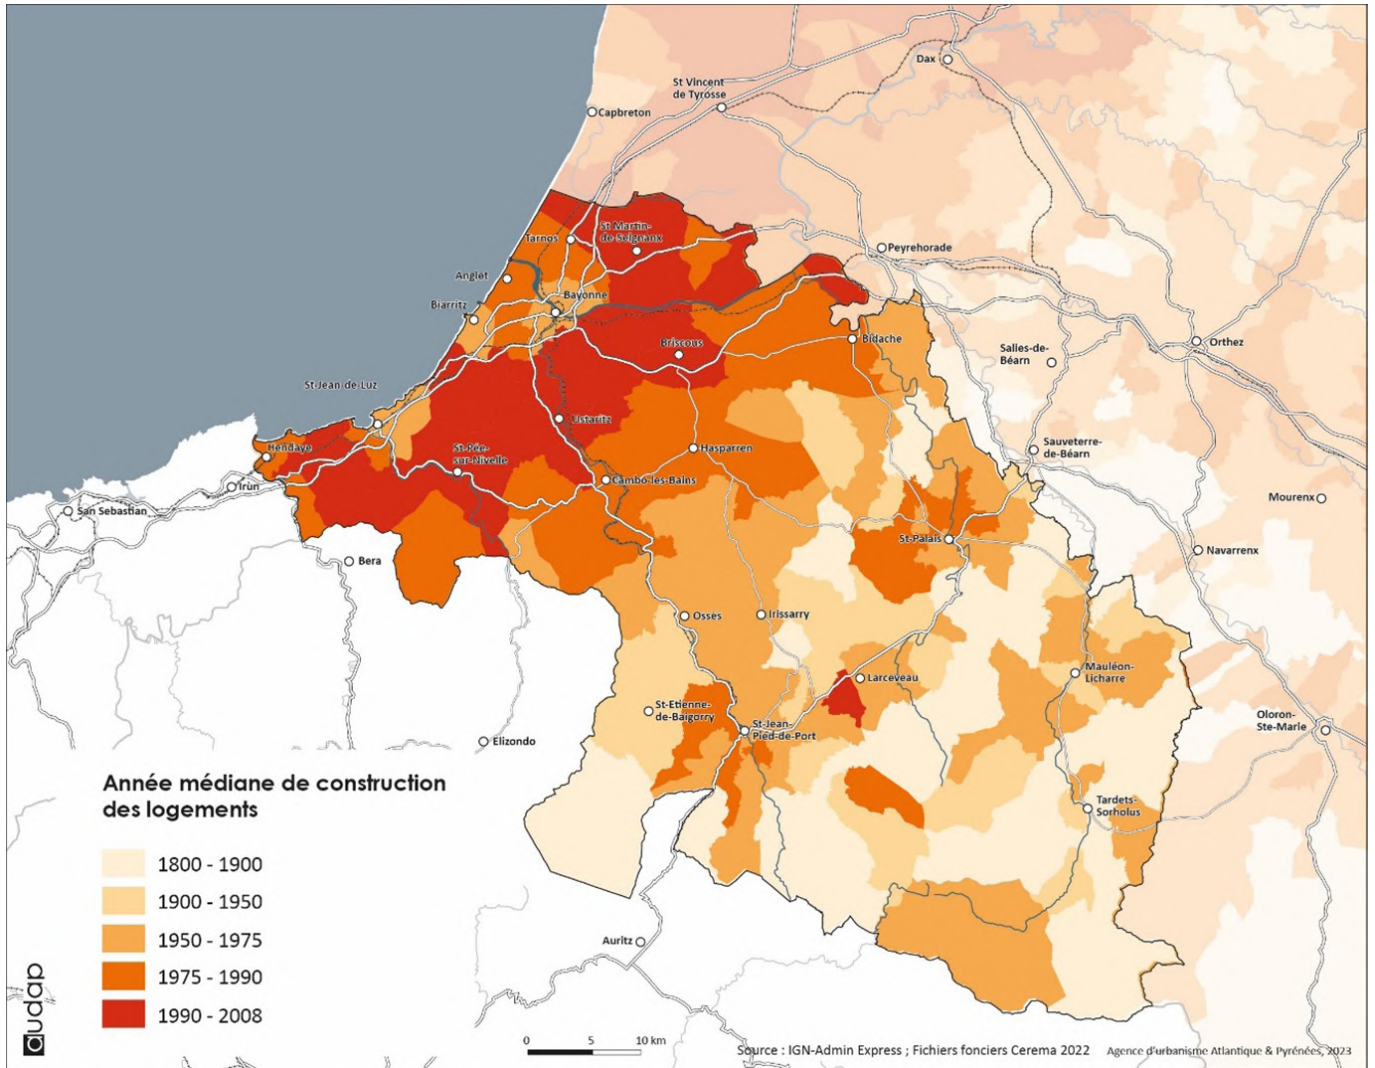 Dax
St Vincent
de Tyrosse
Capbreton
Tarnos
St Martin-
de-Seignanx
Peyrehorade
Anglet
Biarritz
Bayonne
Bidache
Briscous
Salies-de-
Béarn
Orthez
St-Jean-de-Luz
Ustaritz
Hendaye
St-Pée-
sur-Nivelle
Hasparren
Sauveterre-
de-Béarn
Irun
Cambo-les-Bains
Mourenx
San Sebastian
St-Palais
Navarrenx
Bera
Ossès
Irissarry
Larceveau
Mauléon-
Licharre
St-Etienne-
de-Baïgorry
St-Jean-
Pied-de-Port
Oloron-
Ste-Marie
Elizondo
Tardets-
Sorholus
Auritz
Année médiane de construction
des logements
1800 - 1900
1900 - 1950
1950 - 1975
1975 - 1990
1990 - 2008
audap
0 5 10 km
Source : IGN-Admin Express ; Fichiers fonciers Cerema 2022
Agence d'urbanisme Atlantique & Pyrénées, 2023